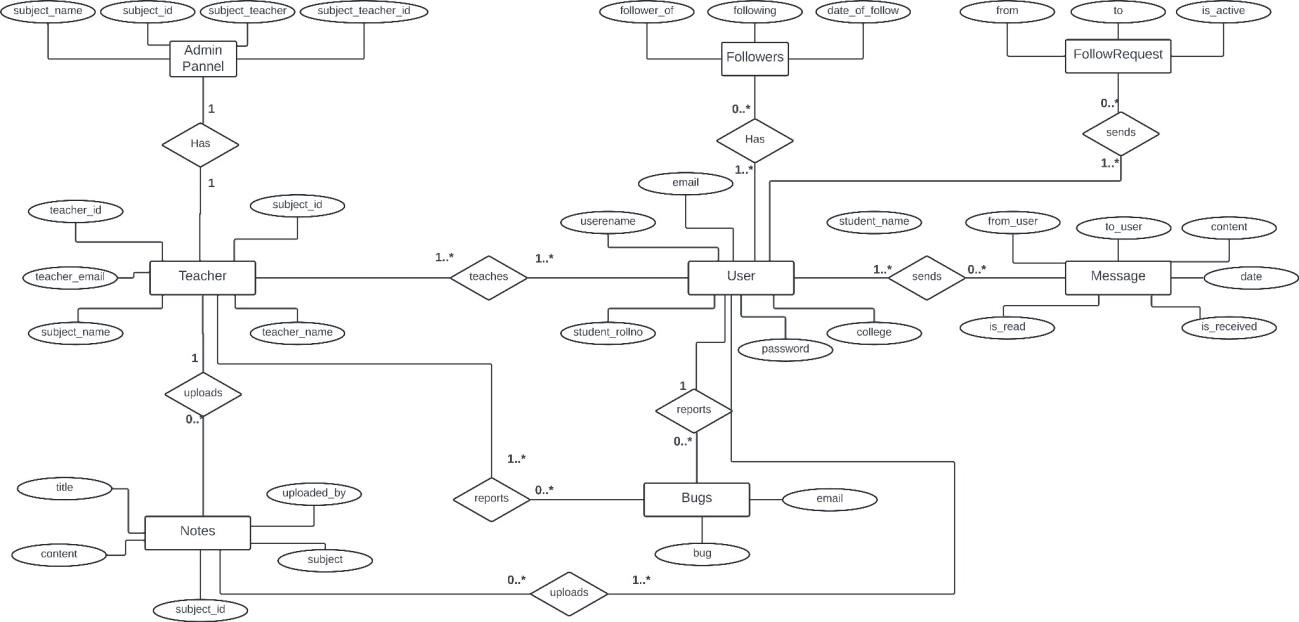 subject_name
subject_id
subject_teacher
subject_teacher_id
follower_of
following
date_of_follow
from
to
is_active
Admin
Pannel
Followers
FollowRequest
1
0..*
0..*
Has
Has
sends
1
1..*
1..*
email
teacher_id
subject_id
userename
student_name
from_user
to_user
content
1..*
1..*
1..*
0..*
teacher_email
Teacher
teaches
User
sends
Message
date
subject_name
teacher_name
student_rollno
password
college
is_read
is_received
1
uploads
0..*
1
reports
0..*
1..*
title
uploaded_by
reports
0..*
Bugs
email
Notes
content
subject
bug
0..*
1..*
uploads
subject_id